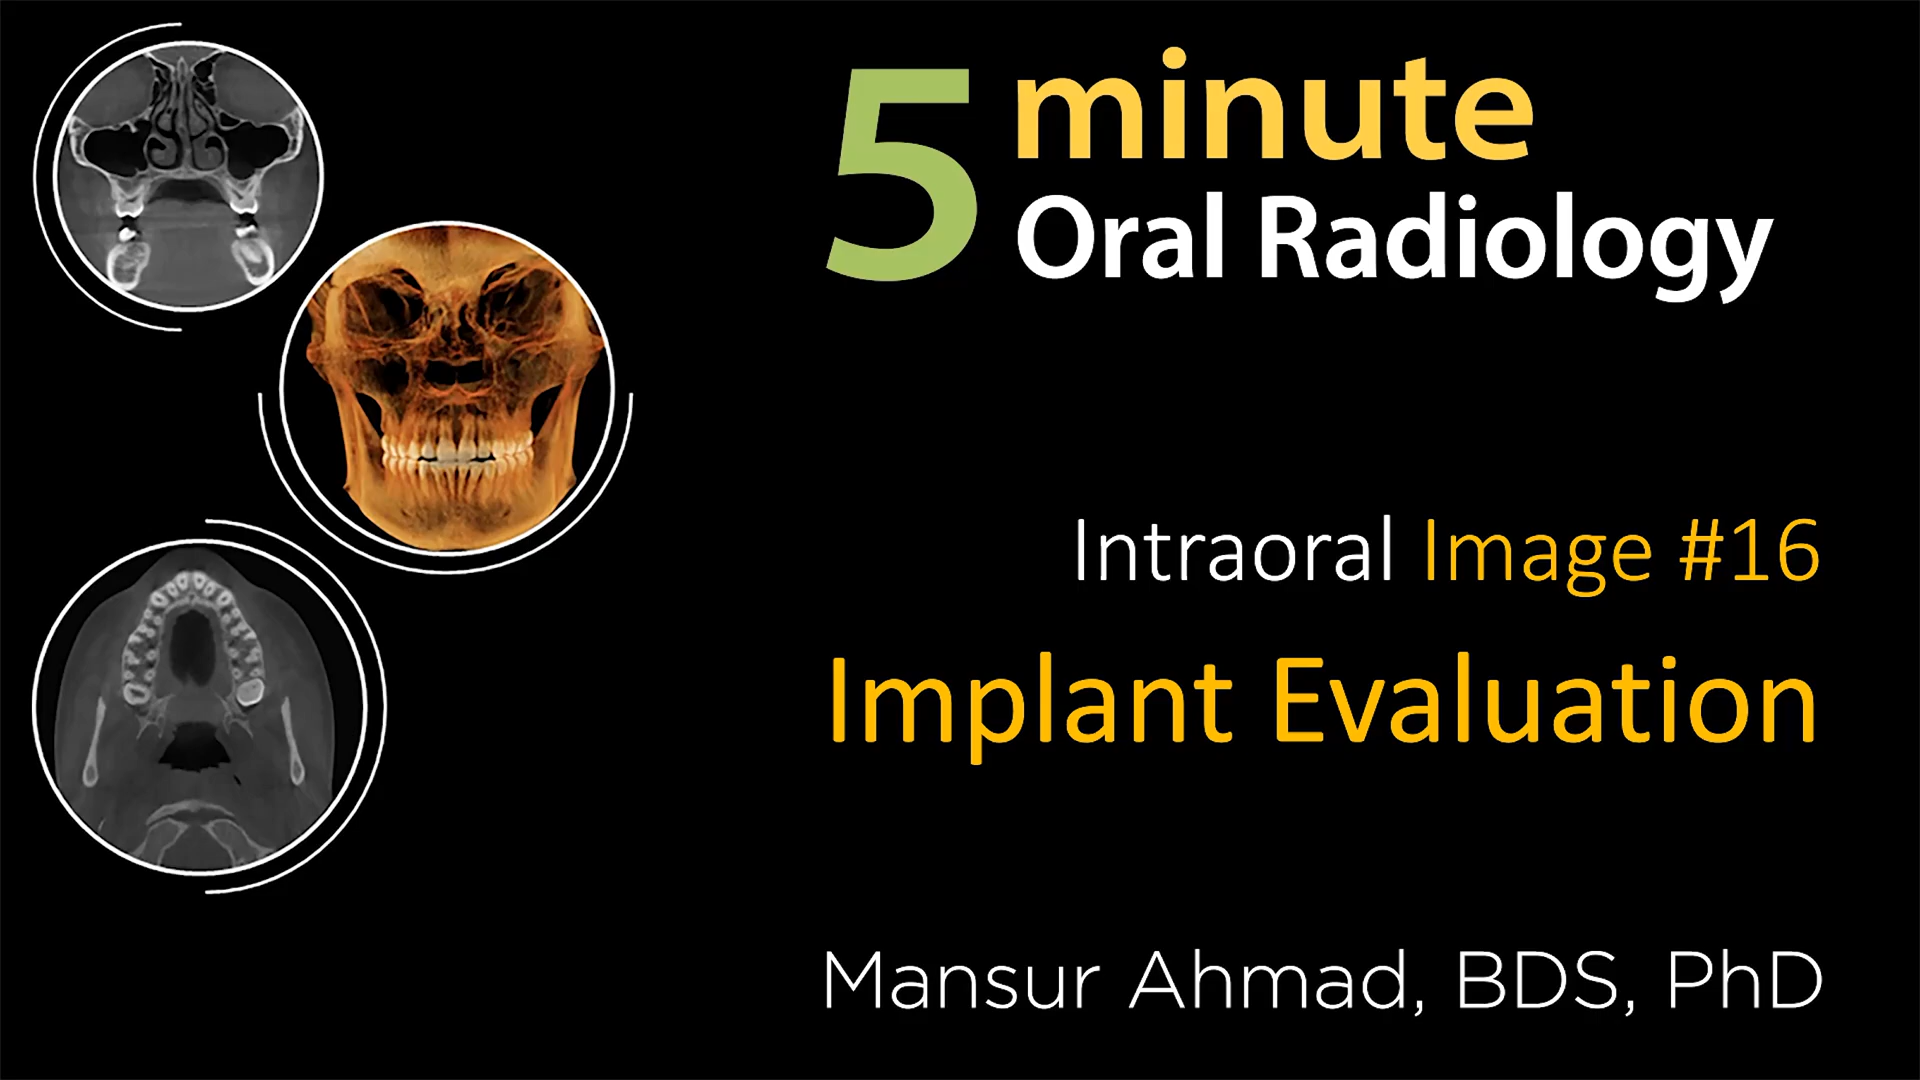 5 minute
Oral Radiology
Intraoral Image #16
Implant Evaluation
Mansur Ahmad, BDS, PhD